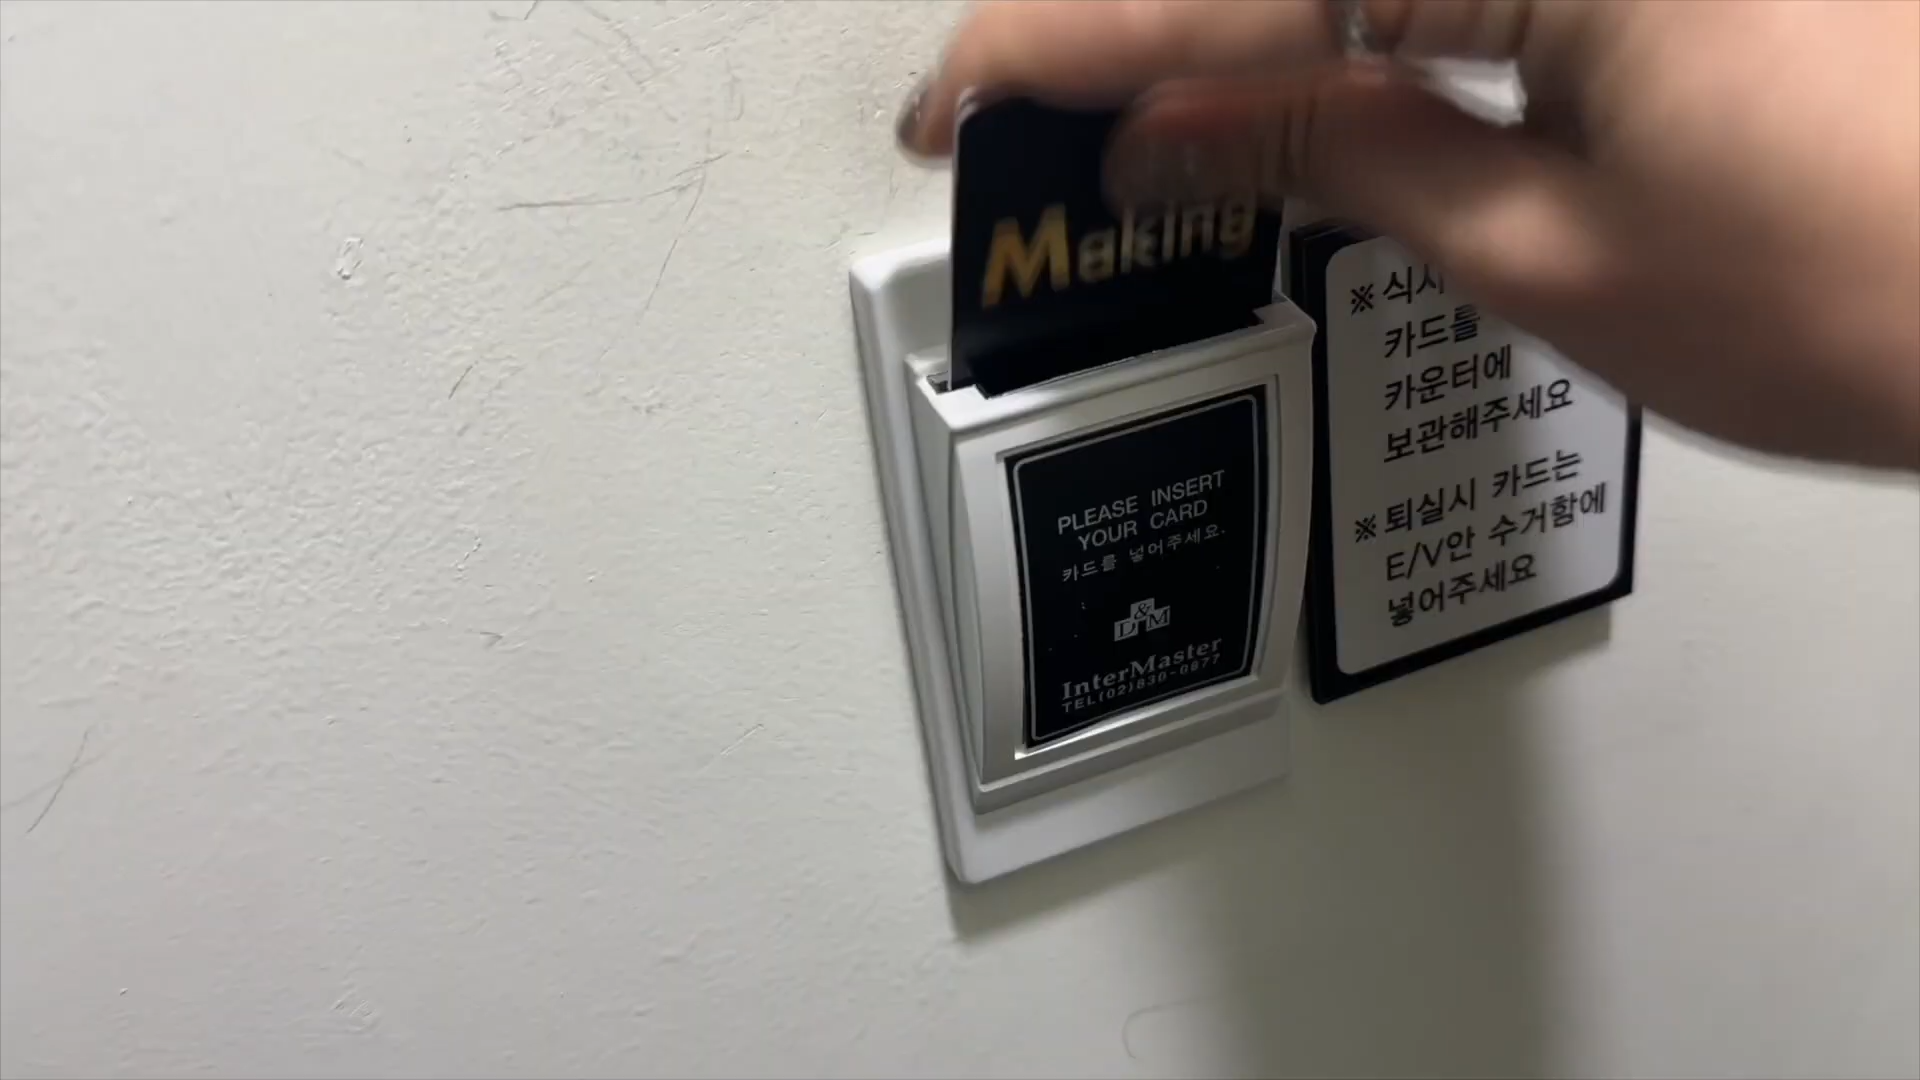 Making
PLEASE INSERT
YOUR CARD
카드를 넣어주세요.
D&M
InterMaster
TEL(02)830-0877
※
카드를
카운터에
보관해주세요
※ 퇴실시 카드는
E/V안 수거함에
넣어주세요